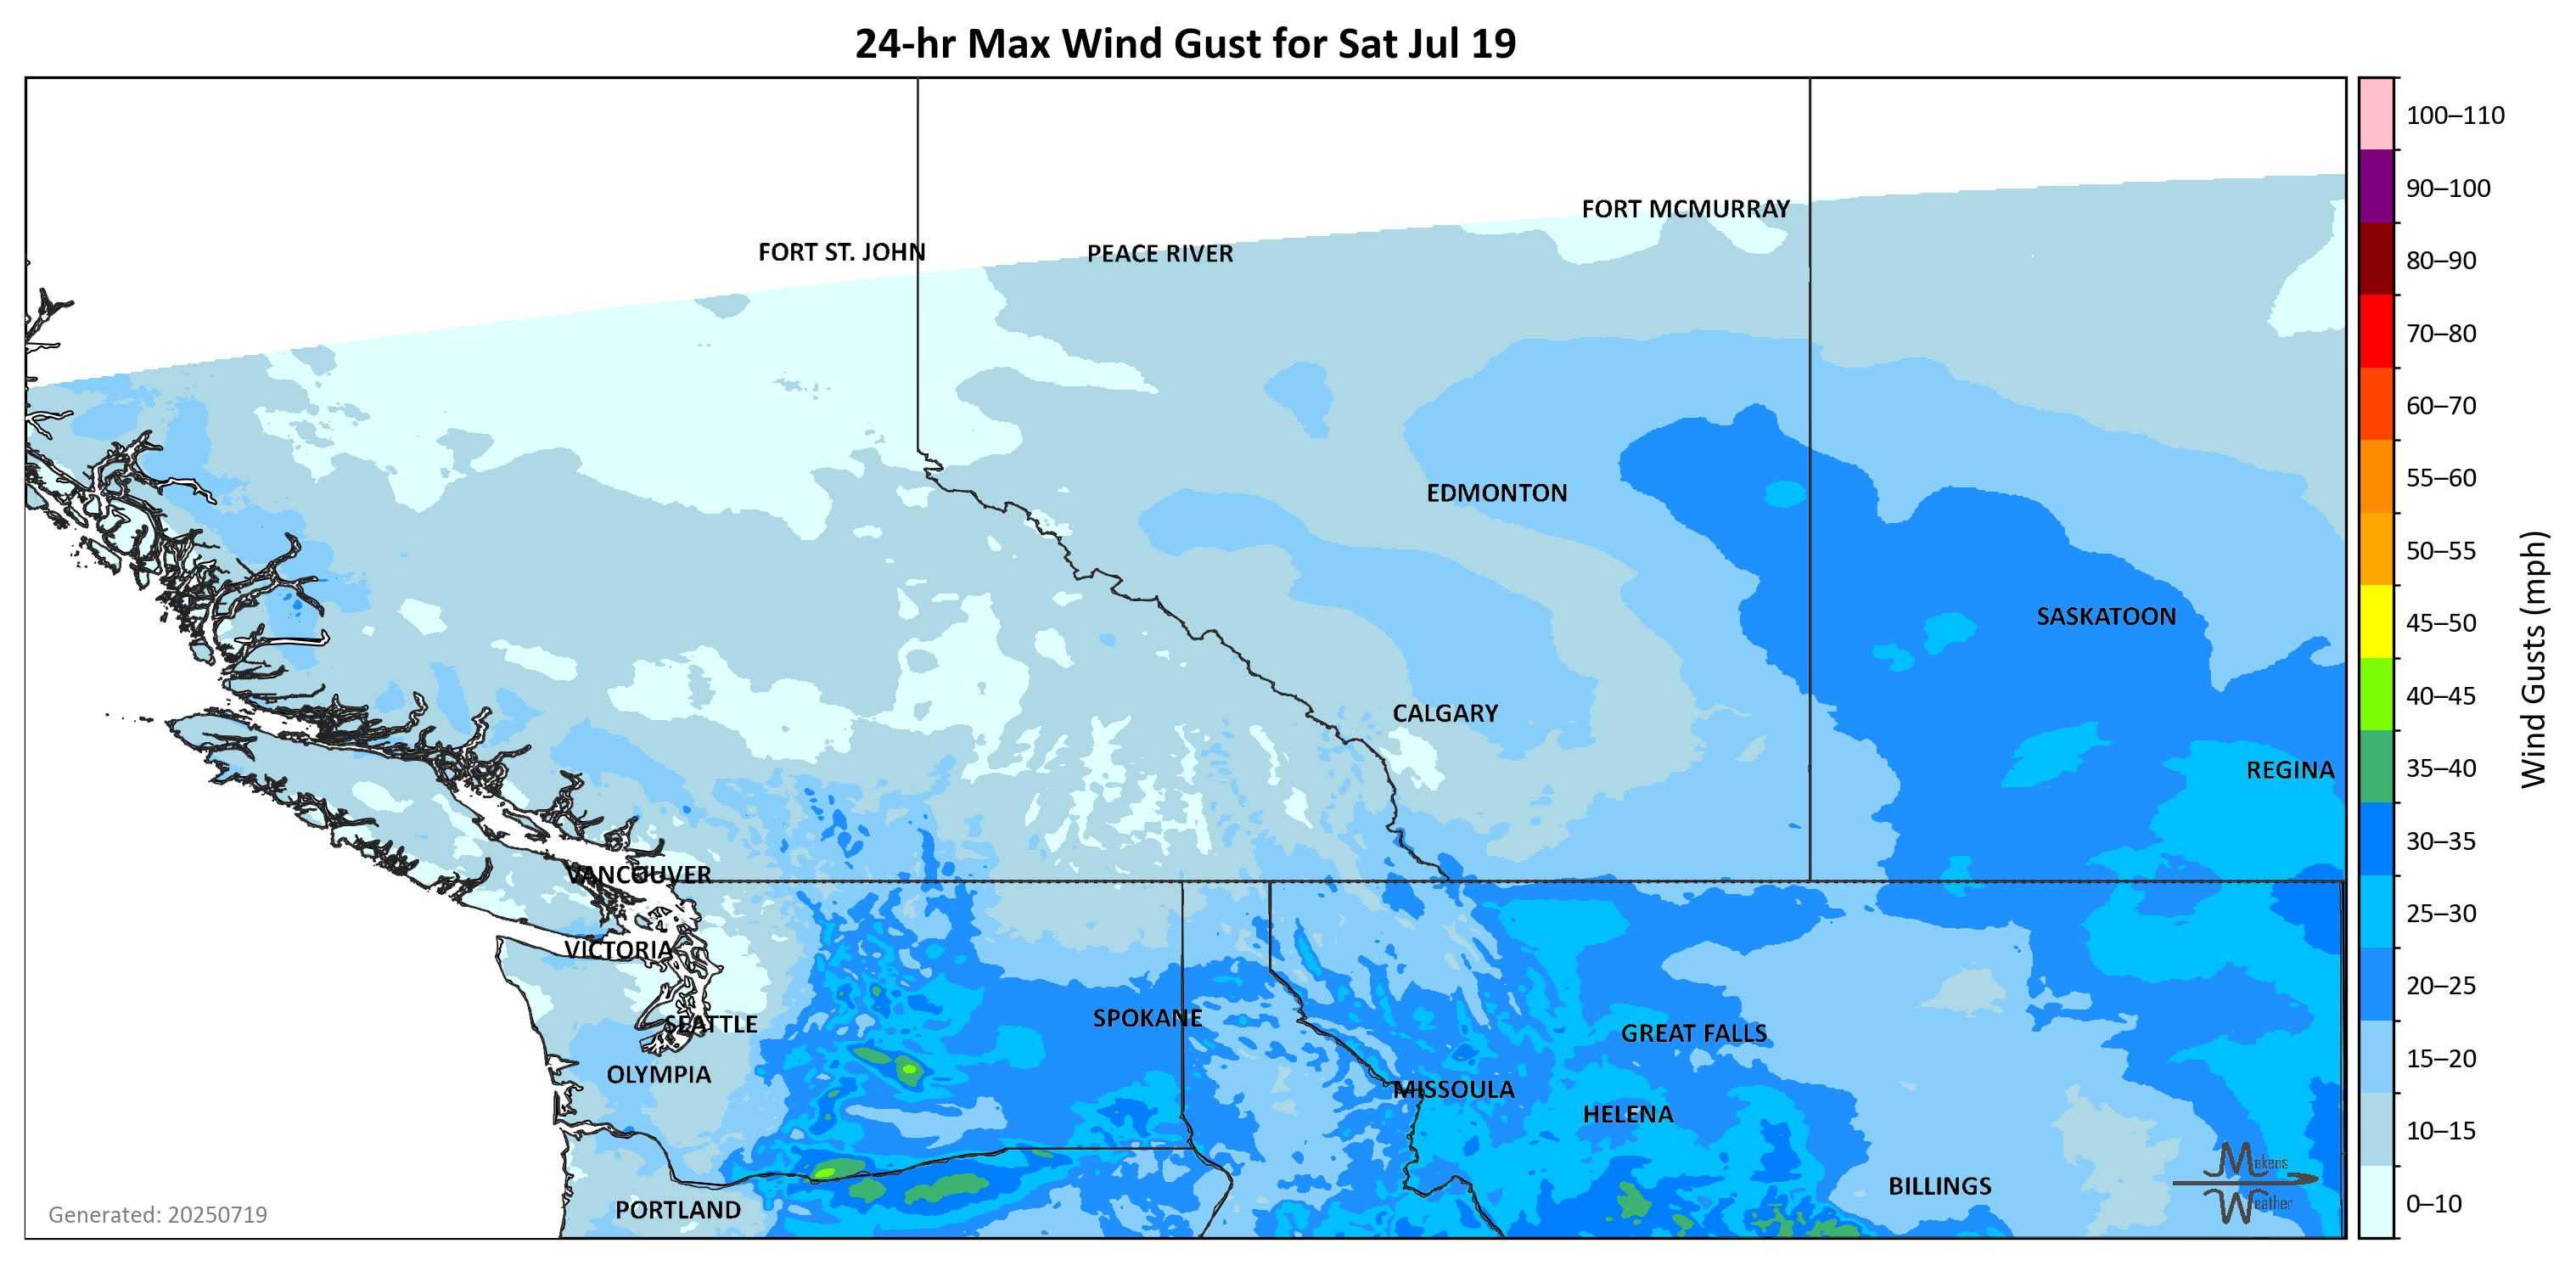 24-hr Max Wind Gust for Sat Jul 19
100–110
90–100
80–90
70–80
60–70
55–60
50–55
45–50
40–45
35–40
30–35
25–30
20–25
15–20
10–15
0–10
Wind Gusts (mph)
FORT MCMURRAY
FORT ST. JOHN
PEACE RIVER
EDMONTON
SASKATOON
CALGARY
REGINA
VANCOUVER
VICTORIA
SPOKANE
SEATTLE
GREAT FALLS
OLYMPIA
MISSOULA
HELENA
BILLINGS
PORTLAND
Makens
Weather
Generated: 20250719